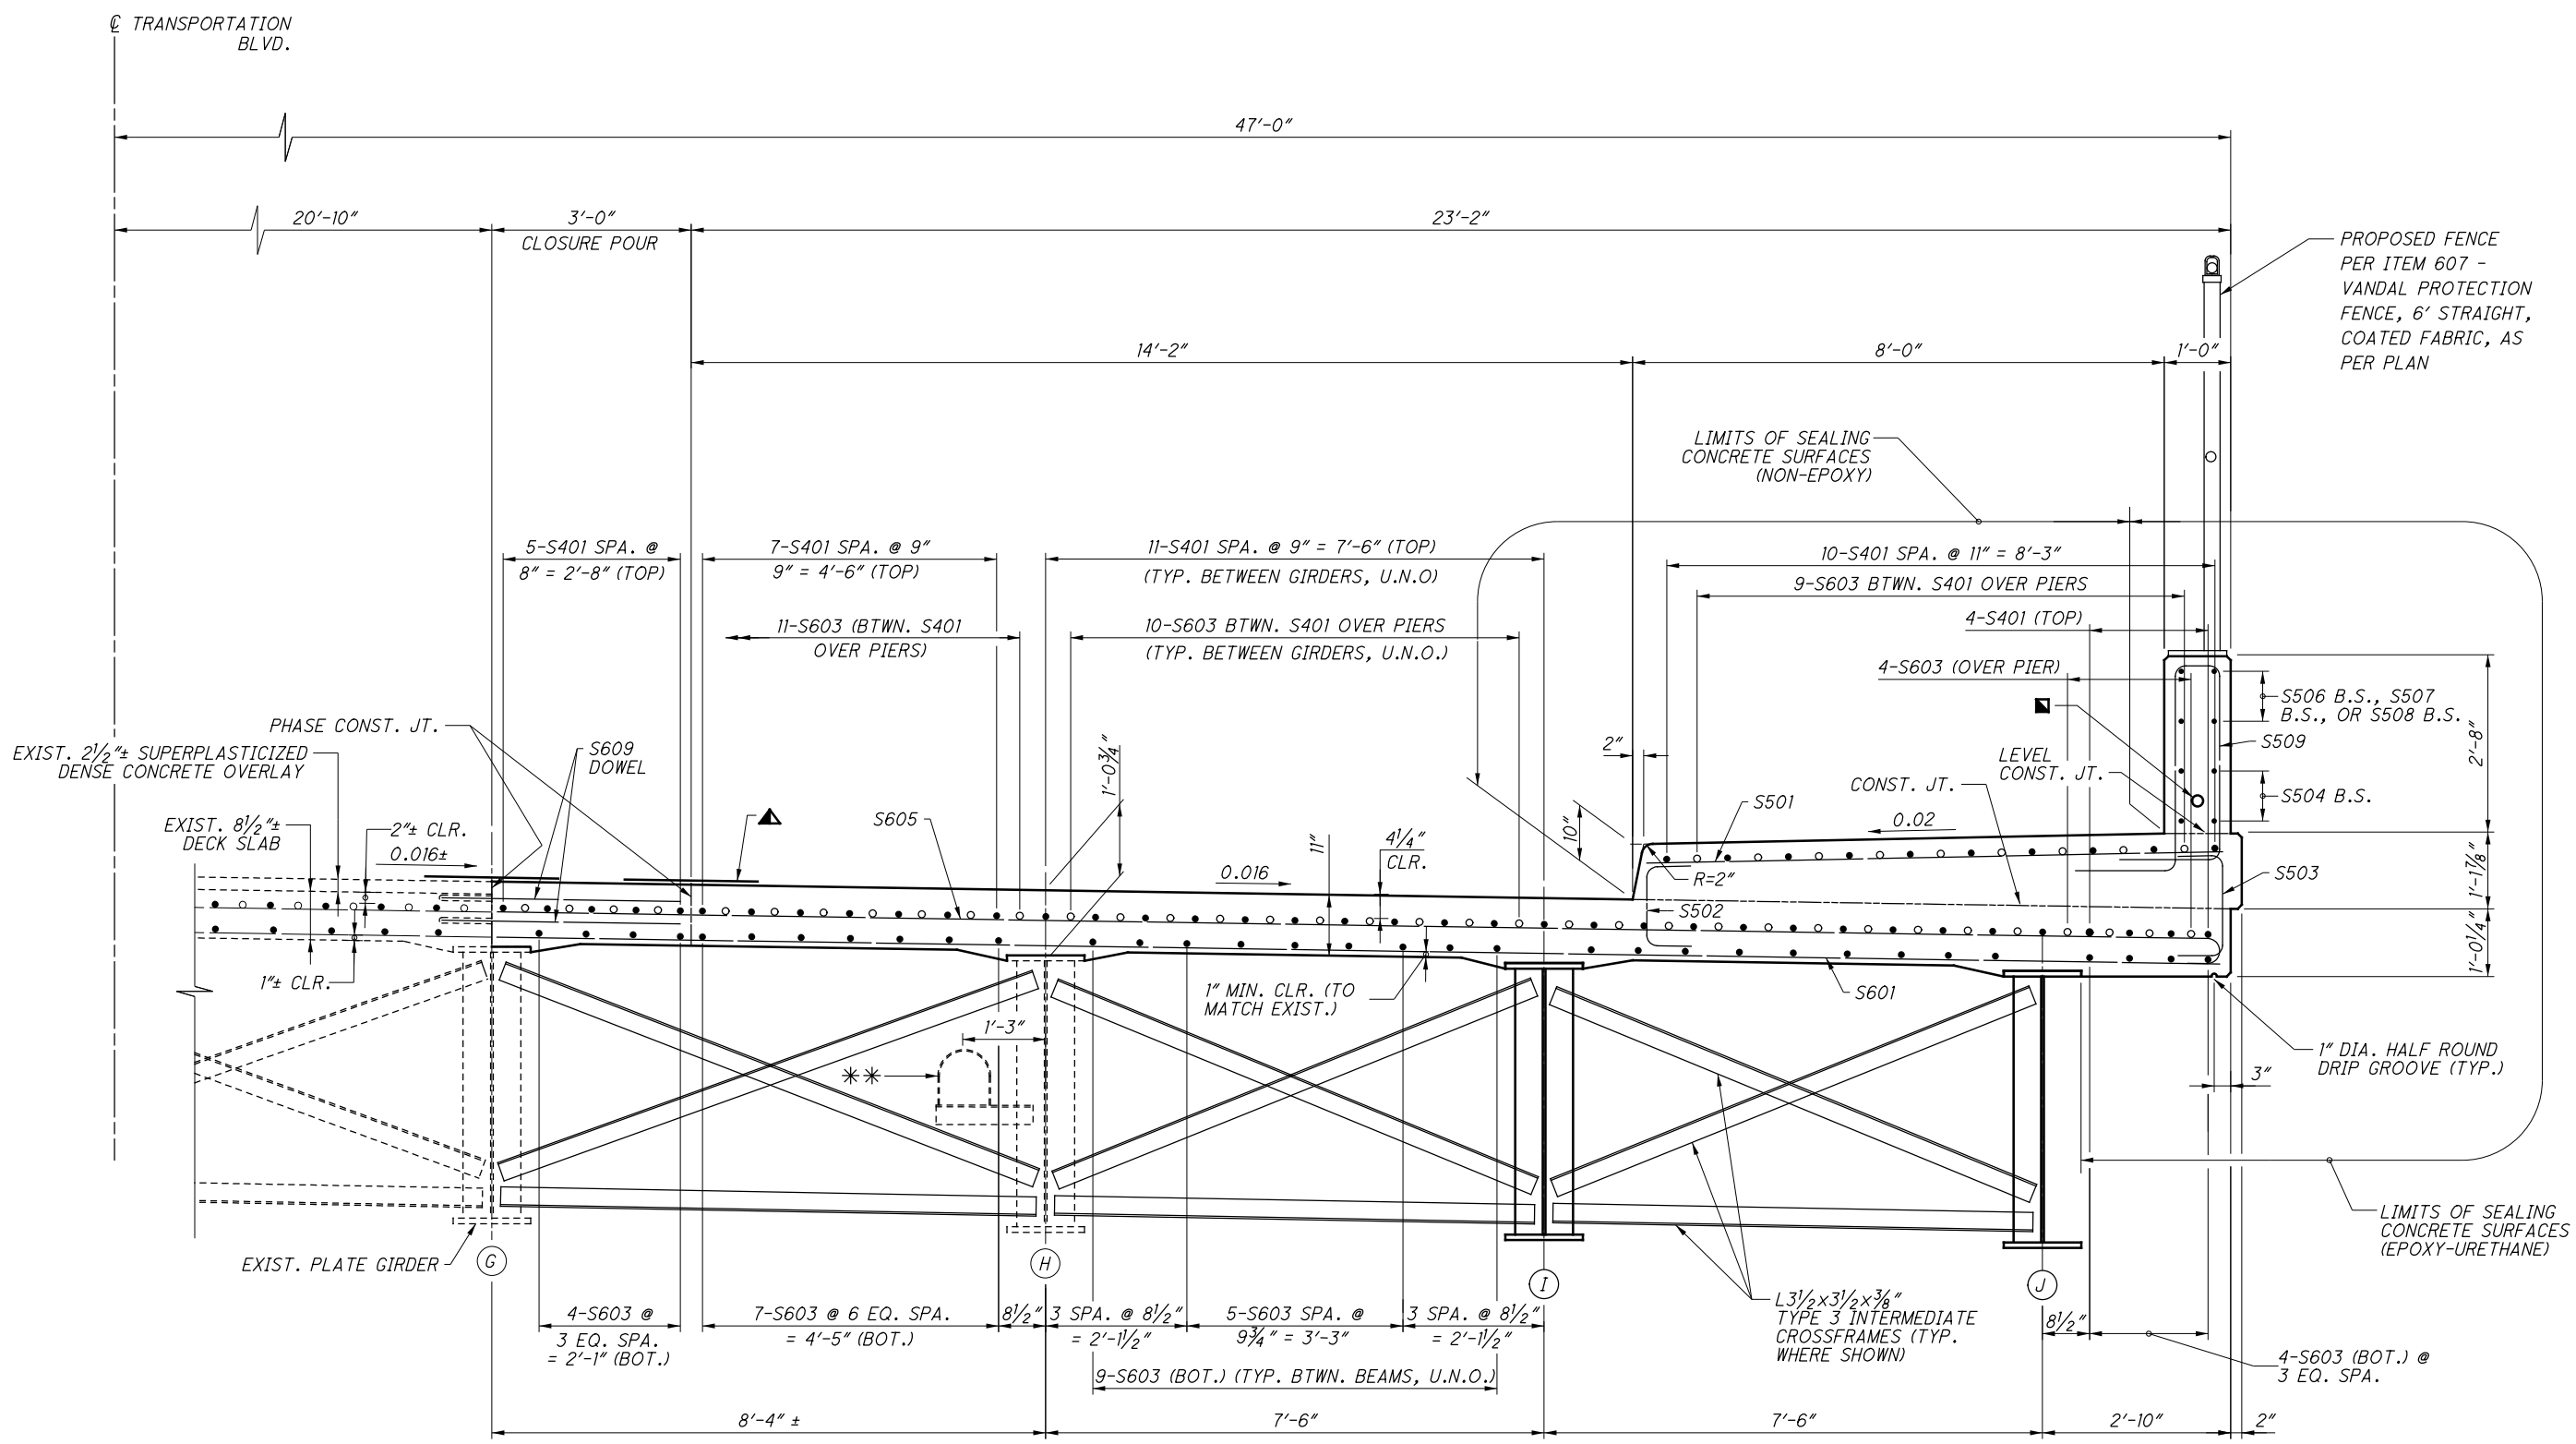 ℄ TRANSPORTATION
BLVD.
47'-0"
20'-10"
3'-0"
CLOSURE POUR
23'-2"
PROPOSED FENCE
PER ITEM 607 -
VANDAL PROTECTION
FENCE, 6' STRAIGHT,
COATED FABRIC, AS
PER PLAN
14'-2"
8'-0"
1'-0"
LIMITS OF SEALING
CONCRETE SURFACES
(NON-EPOXY)
5-S401 SPA. @
8" = 2'-8" (TOP)
7-S401 SPA. @ 9"
9" = 4'-6" (TOP)
11-S401 SPA. @ 9" = 7'-6" (TOP)
(TYP. BETWEEN GIRDERS, U.N.O)
10-S401 SPA. @ 11" = 8'-3"
9-S603 BTWN. S401 OVER PIERS
4-S401 (TOP)
11-S603 (BTWN. S401
OVER PIERS)
10-S603 BTWN. S401 OVER PIERS
(TYP. BETWEEN GIRDERS, U.N.O.)
4-S603 (OVER PIER)
S506 B.S., S507
B.S., OR S508 B.S.
S509
2'-8"
PHASE CONST. JT.
S609
DOWEL
EXIST. 2½"± SUPERPLASTICIZED
DENSE CONCRETE OVERLAY
1'-0¾"
2"
LEVEL
CONST. JT.
CONST. JT.
S504 B.S.
S501
S605
10"
0.02
EXIST. 8½"±
DECK SLAB
2"± CLR.
0.016±
11"
4¼"
CLR.
0.016
R=2"
S503
1'-1⅞"
S502
1'-0¼"
1"± CLR.
1" MIN. CLR. (TO
MATCH EXIST.)
S601
1'-3"
**
1" DIA. HALF ROUND
DRIP GROOVE (TYP.)
3"
LIMITS OF SEALING
CONCRETE SURFACES
(EPOXY-URETHANE)
EXIST. PLATE GIRDER
G
H
I
J
L3½x3½x⅜"
TYPE 3 INTERMEDIATE
CROSSFRAMES (TYP.
WHERE SHOWN)
4-S603 @
3 EQ. SPA.
= 2'-1" (BOT.)
7-S603 @ 6 EQ. SPA.
= 4'-5" (BOT.)
8½"
3 SPA. @ 8½"
= 2'-1½"
5-S603 SPA. @
9¾" = 3'-3"
3 SPA. @ 8½"
= 2'-1½"
8½"
4-S603 (BOT.) @
3 EQ. SPA.
9-S603 (BOT.) (TYP. BTWN. BEAMS, U.N.O.)
8'-4" ±
7'-6"
7'-6"
2'-10"
2"